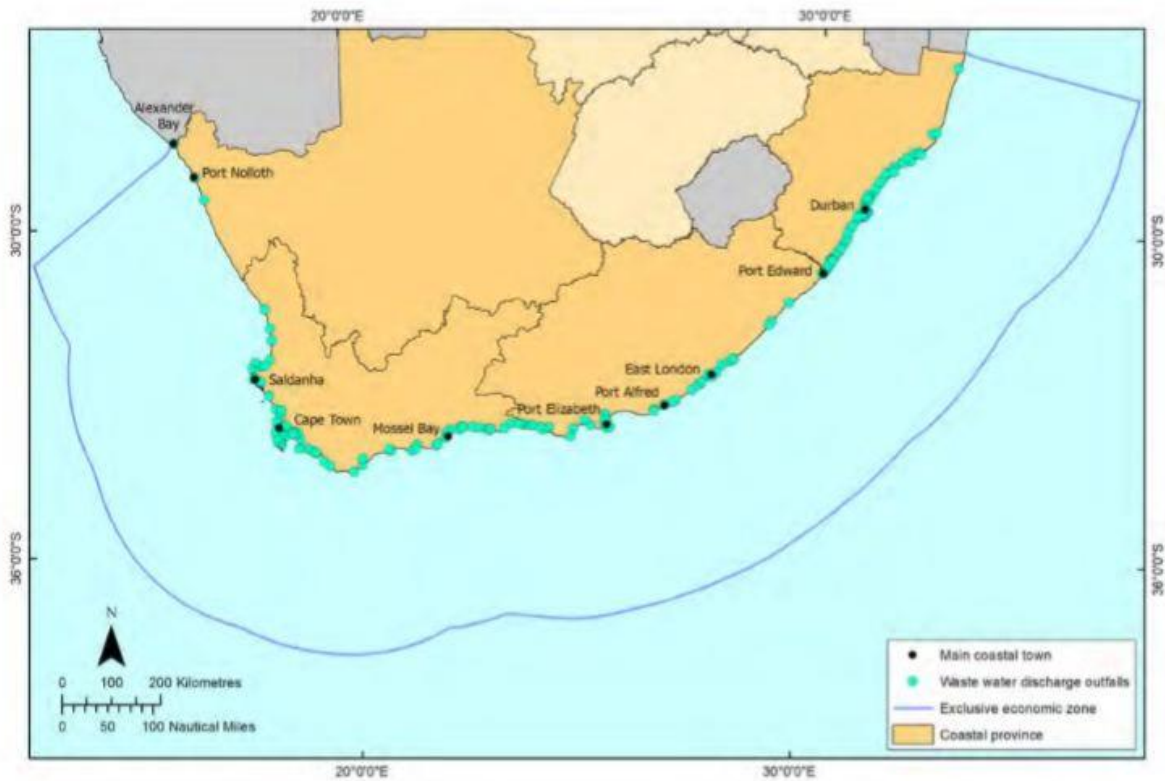 20°0'0"E 30°0'0"E
Alexander
Bay
Port Nolloth
Durban
30°0'0"S 30°0'0"S
Port Edward
East London
Saldanha
Port Alfred
Port Elizabeth
Cape Town
Mossel Bay
36°0'0"S 36°0'0"S
N
0 100 200 Kilometres
0 50 100 Nautical Miles
Main coastal town
Waste water discharge outfalls
Exclusive economic zone
Coastal province
20°0'0"E 30°0'0"E